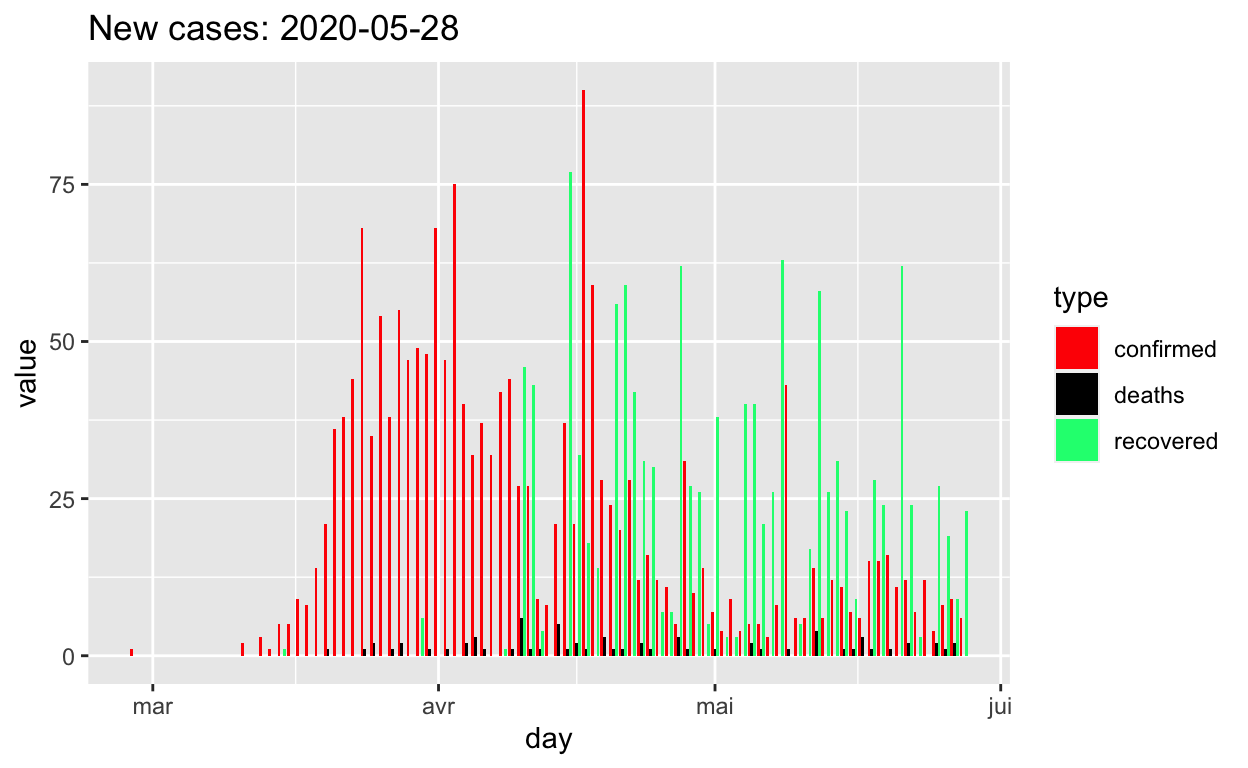 New cases: 2020-05-28
75
50
25
0
value
mar avr mai jui
day
type
confirmed
deaths
recovered